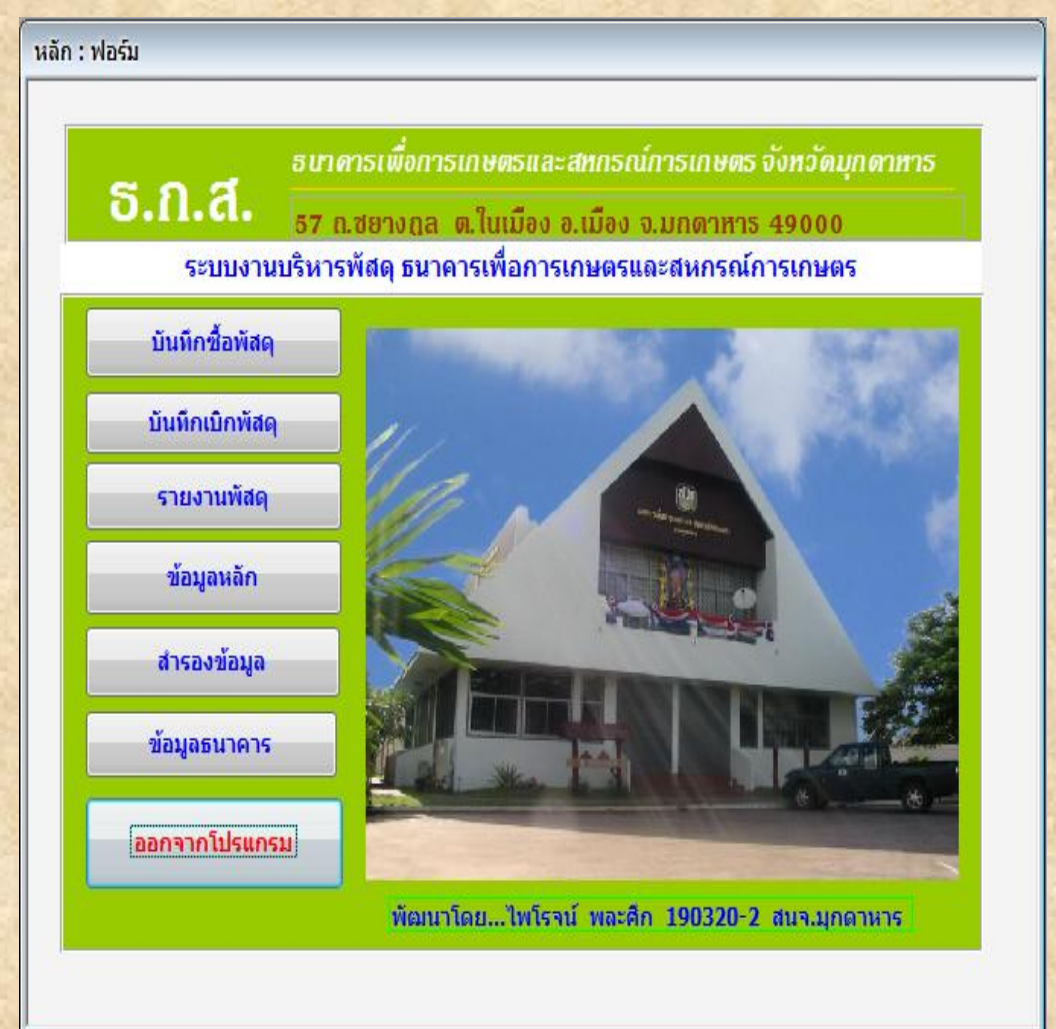 หลัก : ฟอร์ม
ธนาคารเพื่อการเกษตรและสหกรณ์การเกษตร จังหวัดมุกดาหาร
ธ.ก.ส.
57 ถ.ชยางกูล ต.ในเมือง อ.เมือง จ.มุกดาหาร 49000
ระบบงานบริหารพัสดุ ธนาคารเพื่อการเกษตรและสหกรณ์การเกษตร
บันทึกซื้อพัสดุ
บันทึกเบิกพัสดุ
รายงานพัสดุ
ข้อมูลหลัก
สำรองข้อมูล
ข้อมูลธนาคาร
ออกจากโปรแกรม
พัฒนาโดย...ไพโรจน์ พละศึก 190320-2 สนจ.มุกดาหาร